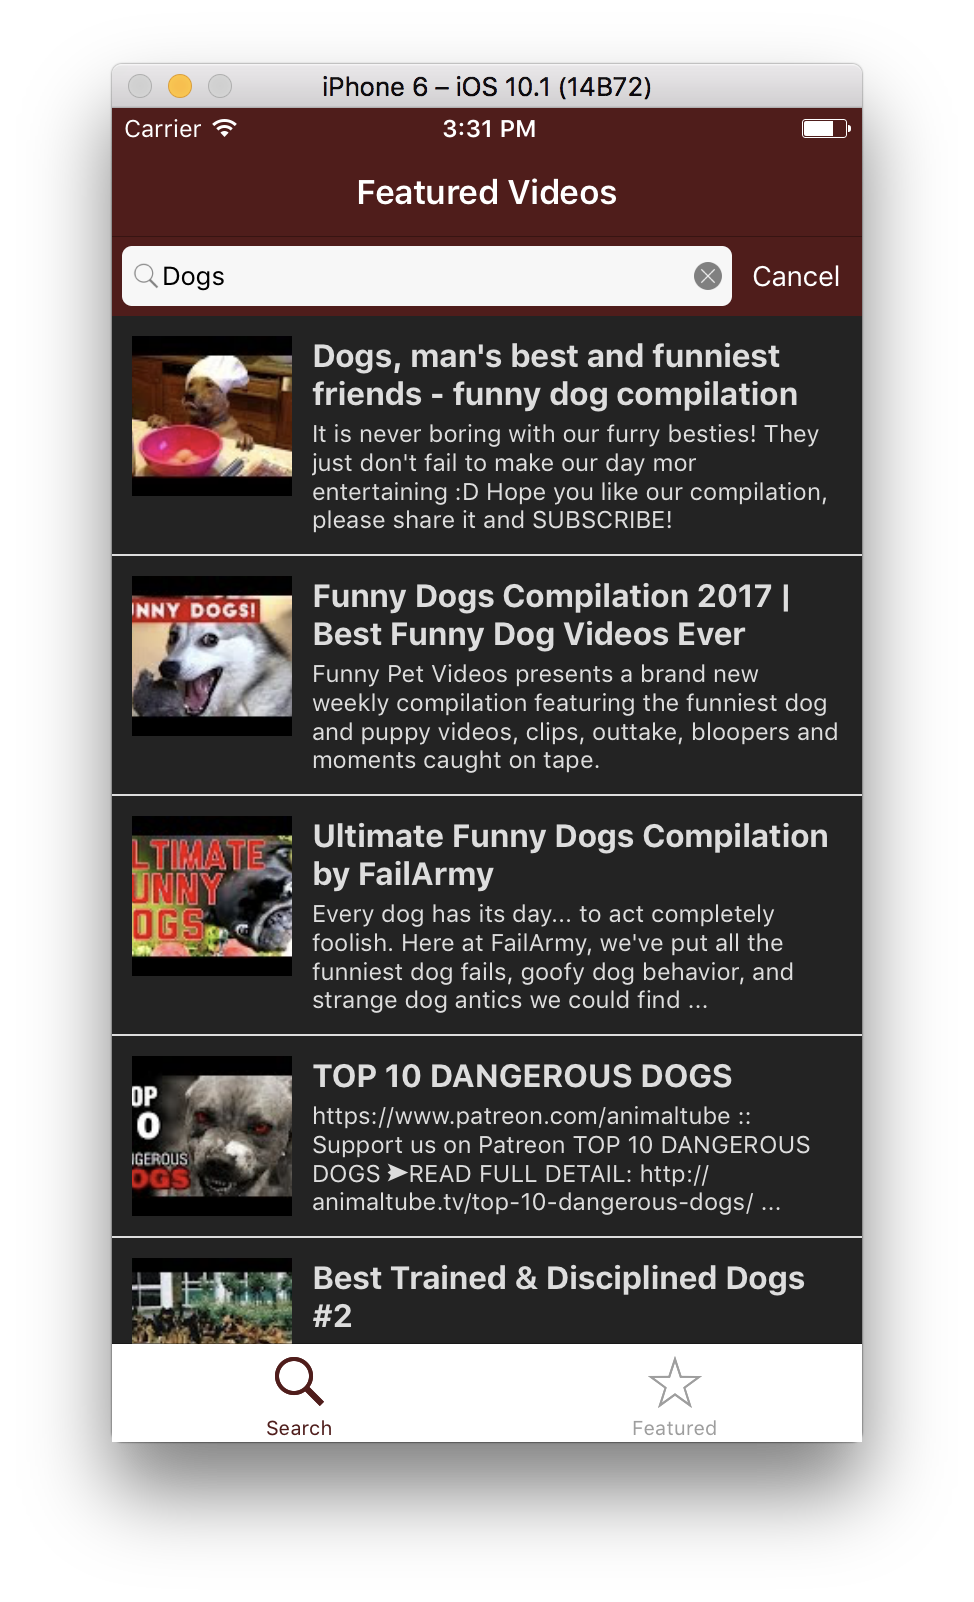 iPhone 6 – iOS 10.1 (14B72)
Carrier 3:31 PM
Featured Videos
Dogs Cancel
Dogs, man's best and funniest
friends - funny dog compilation
It is never boring with our furry besties! They
just don't fail to make our day mor
entertaining :D Hope you like our compilation,
please share it and SUBSCRIBE!
NNY DOGS!
Funny Dogs Compilation 2017 |
Best Funny Dog Videos Ever
Funny Pet Videos presents a brand new
weekly compilation featuring the funniest dog
and puppy videos, clips, outtake, bloopers and
moments caught on tape.
LTIMATE
UNNY
OGS
Ultimate Funny Dogs Compilation
by FailArmy
Every dog has its day... to act completely
foolish. Here at FailArmy, we've put all the
funniest dog fails, goofy dog behavior, and
strange dog antics we could find ...
OP
0
NGEROUS
OGS
TOP 10 DANGEROUS DOGS
https://www.patreon.com/animaltube ::
Support us on Patreon TOP 10 DANGEROUS
DOGS ➤READ FULL DETAIL: http://
animaltube.tv/top-10-dangerous-dogs/ ...
Best Trained & Disciplined Dogs
#2
Search Featured